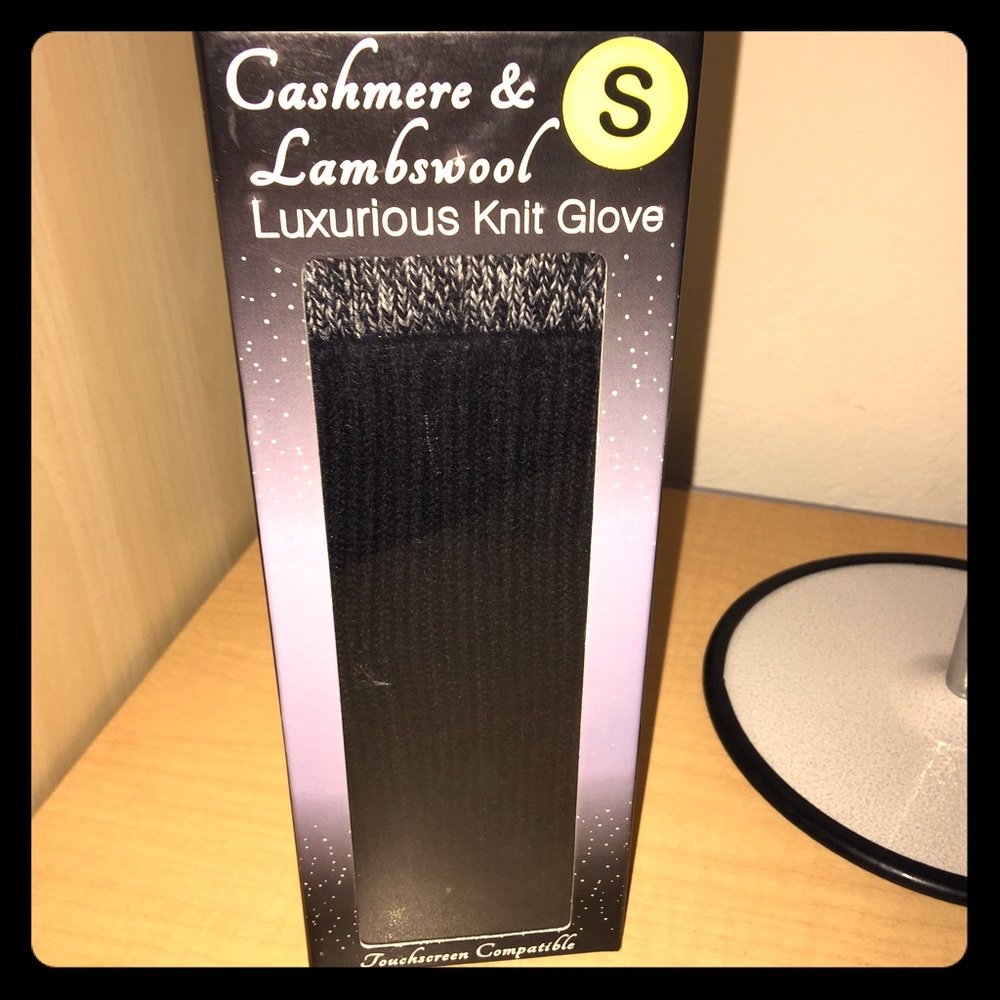 Cashmere &
S
Lambswool
Luxurious Knit Glove
Touchscreen Compatible